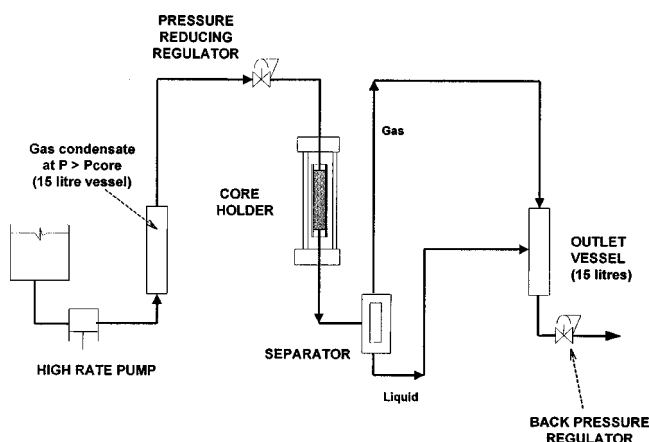 PRESSURE
REDUCING
REGULATOR
Gas condensate
at P > Pcore
(15 litre vessel)
Gas
CORE
HOLDER
OUTLET
VESSEL
(15 litres)
SEPARATOR
HIGH RATE PUMP
Liquid
BACK PRESSURE
REGULATOR